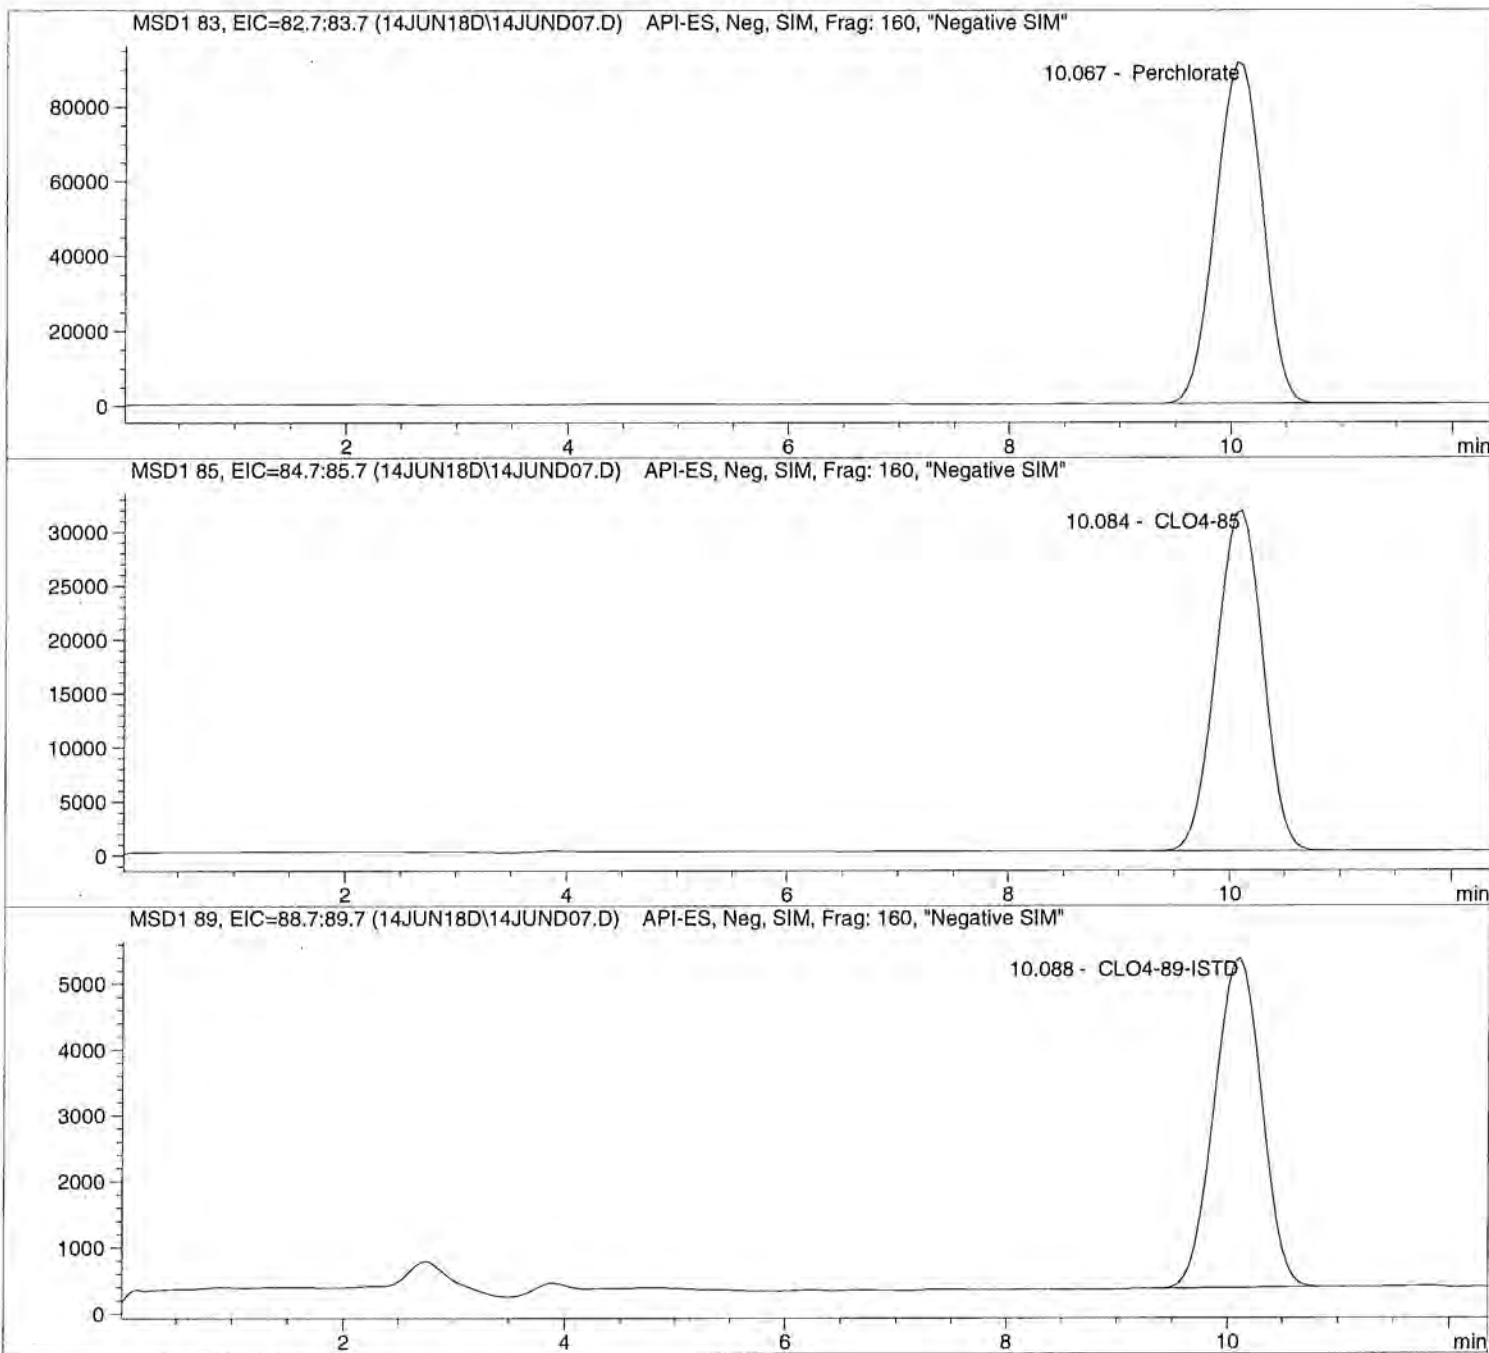 MSD1 83, EIC=82.7:83.7 (14JUN18D\14JUND07.D) API-ES, Neg, SIM, Frag: 160, "Negative SIM"
10.067 - Perchlorate
80000
60000
40000
20000
0
2 4 6 8 10 min
MSD1 85, EIC=84.7:85.7 (14JUN18D\14JUND07.D) API-ES, Neg, SIM, Frag: 160, "Negative SIM"
10.084 - CLO4-85
30000
25000
20000
15000
10000
5000
0
2 4 6 8 10 min
MSD1 89, EIC=88.7:89.7 (14JUN18D\14JUND07.D) API-ES, Neg, SIM, Frag: 160, "Negative SIM"
10.088 - CLO4-89-ISTD
5000
4000
3000
2000
1000
0
2 4 6 8 10 min